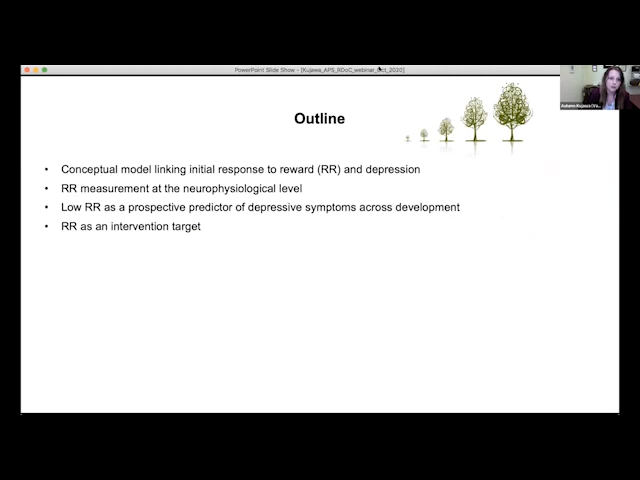 PowerPoint Slide Show - [Kujawa_APS_RDoC_webinar_Oct_2020]
Outline
• Conceptual model linking initial response to reward (RR) and depression
• RR measurement at the neurophysiological level
• Low RR as a prospective predictor of depressive symptoms across development
• RR as an intervention target